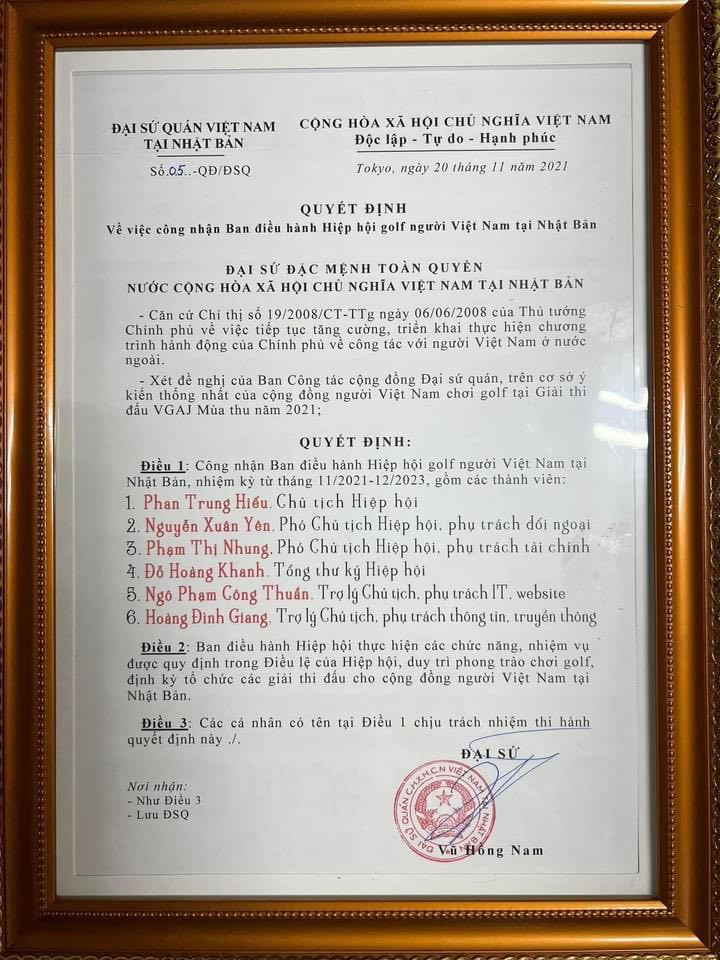 ĐẠI SỨ QUÁN VIỆT NAM
TẠI NHẬT BẢN
Số.05..-QĐ/ĐSQ
CỘNG HÒA XÃ HỘI CHỦ NGHĨA VIỆT NAM
Độc lập - Tự do - Hạnh phúc
Tokyo, ngày 20 tháng 11 năm 2021
QUYẾT ĐỊNH
Về việc công nhận Ban điều hành Hiệp hội golf người Việt Nam tại Nhật Bản
ĐẠI SỨ ĐẶC MỆNH TOÀN QUYỀN
NƯỚC CỘNG HÒA XÃ HỘI CHỦ NGHĨA VIỆT NAM TẠI NHẬT BẢN
- Căn cứ Chỉ thị số 19/2008/CT-TTg ngày 06/06/2008 của Thủ tướng
Chính phủ về việc tiếp tục tăng cường, triển khai thực hiện chương
trình hành động của Chính phủ về công tác với người Việt Nam ở nước
ngoài.
- Xét đề nghị của Ban Công tác cộng đồng Đại sứ quán, trên cơ sở ý
kiến thống nhất của cộng đồng người Việt Nam chơi golf tại Giải thi
đấu VGAJ Mùa thu năm 2021;
QUYẾT ĐỊNH:
Điều 1: Công nhận Ban điều hành Hiệp hội golf người Việt Nam tại
Nhật Bản, nhiệm kỳ từ tháng 11/2021-12/2023, gồm các thành viên:
1. Phan Trung Hiếu, Chủ tịch Hiệp hội
2. Nguyễn Xuân Yên, Phó Chủ tịch Hiệp hội, phụ trách đối ngoại
3. Phạm Thị Nhung, Phó Chủ tịch Hiệp hội, phụ trách tài chính
4. Đỗ Hoàng Khanh, Tổng thư ký Hiệp hội
5. Ngô Phạm Công Thuần, Trợ lý Chủ tịch, phụ trách IT, website
6. Hoàng Đình Giang, Trợ lý Chủ tịch, phụ trách thông tin, truyền thông
Điều 2: Ban điều hành Hiệp hội thực hiện các chức năng, nhiệm vụ
được quy định trong Điều lệ của Hiệp hội, duy trì phong trào chơi golf,
định kỳ tổ chức các giải thi đấu cho cộng đồng người Việt Nam tại
Nhật Bản.
Điều 3: Các cá nhân có tên tại Điều 1 chịu trách nhiệm thi hành
quyết định này ./.
ĐẠI SỨ
Nơi nhận:
- Như Điều 3
- Lưu ĐSQ
ĐẠI SỨ QUÁN C.H.X.H.C.N VIỆT NAM TẠI NHẬT BẢN
Vũ Hồng Nam